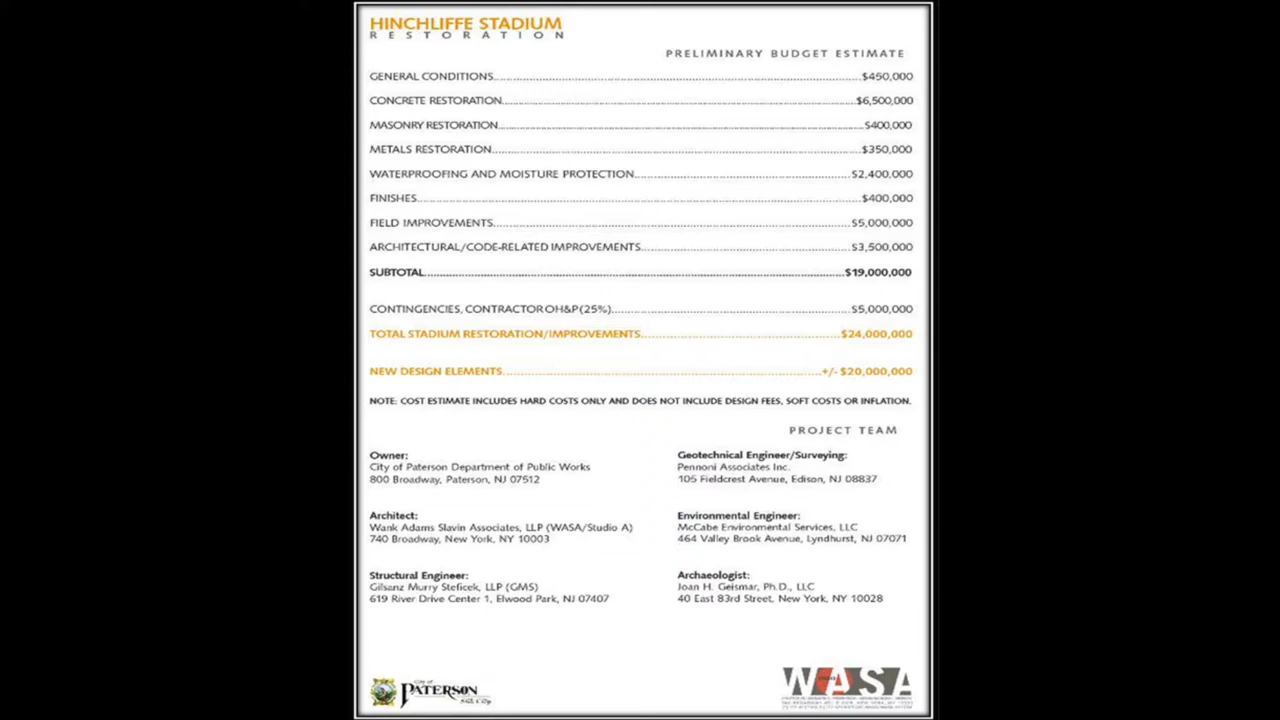 HINCHLIFFE STADIUM
RESTORATION
PRELIMINARY BUDGET ESTIMATE
GENERAL CONDITIONS $450,000
CONCRETE RESTORATION $6,500,000
MASONRY RESTORATION $400,000
METALS RESTORATION $350,000
WATERPROOFING AND MOISTURE PROTECTION $2,400,000
FINISHES $400,000
FIELD IMPROVEMENTS $5,000,000
ARCHITECTURAL/CODE-RELATED IMPROVEMENTS $3,500,000
SUBTOTAL $19,000,000
CONTINGENCIES, CONTRACTOR OH&P (25%) $5,000,000
TOTAL STADIUM RESTORATION/IMPROVEMENTS $24,000,000
NEW DESIGN ELEMENTS +/- $20,000,000
NOTE: COST ESTIMATE INCLUDES HARD COSTS ONLY AND DOES NOT INCLUDE DESIGN FEES, SOFT COSTS OR INFLATION.
PROJECT TEAM
Owner:
City of Paterson Department of Public Works
800 Broadway, Paterson, NJ 07512
Architect:
Wank Adams Slavin Associates, LLP (WASA/Studio A)
740 Broadway, New York, NY 10003
Structural Engineer:
Gilsanz Murry Steficek, LLP (GMS)
619 River Drive Center 1, Elwood Park, NJ 07407
Geotechnical Engineer/Surveying:
Pennoni Associates Inc.
105 Fieldcrest Avenue, Edison, NJ 08837
Environmental Engineer:
McCabe Environmental Services, LLC
464 Valley Brook Avenue, Lyndhurst, NJ 07071
Archaeologist:
Joan H. Geismar, Ph.D., LLC
40 East 83rd Street, New York, NY 10028
City of
PATERSON
WASA